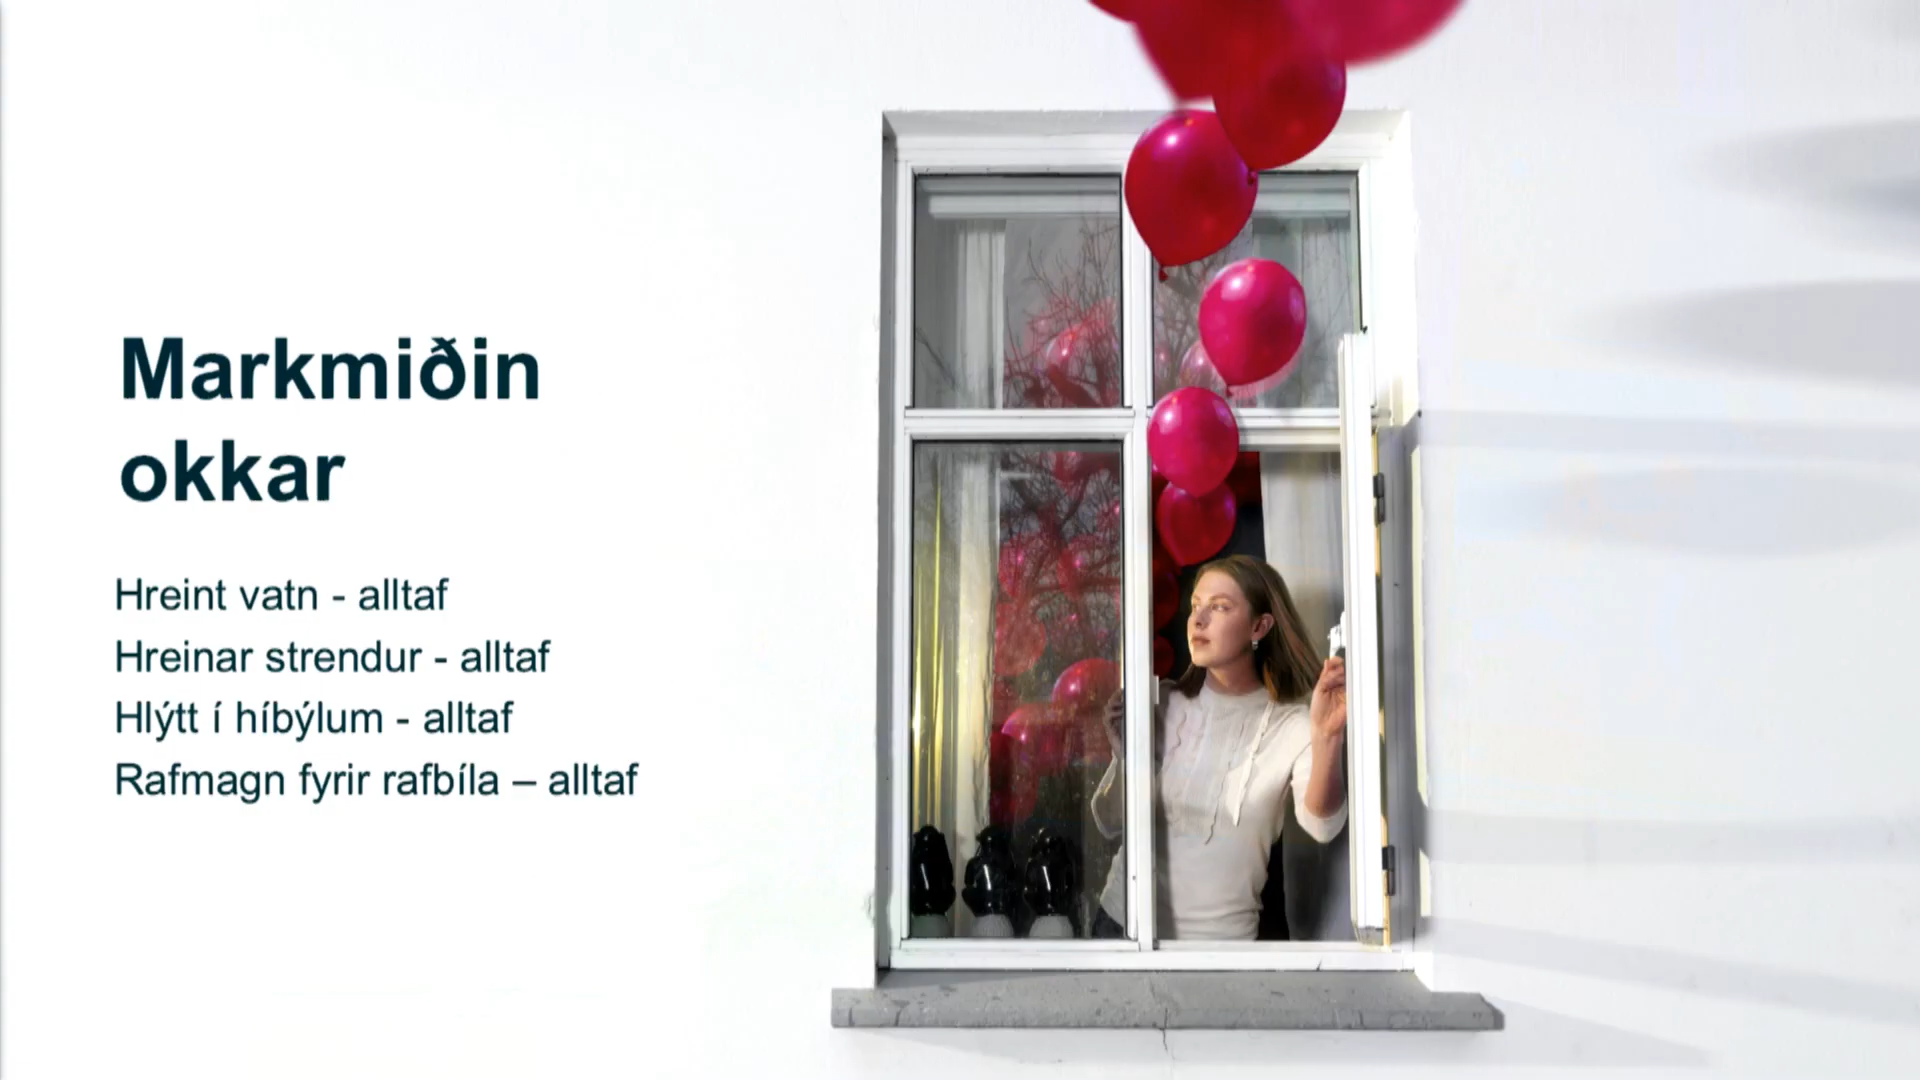 Markmiðin
okkar
Hreint vatn - alltaf
Hreinar strendur - alltaf
Hlýtt í híbýlum - alltaf
Rafmagn fyrir rafbíla – alltaf